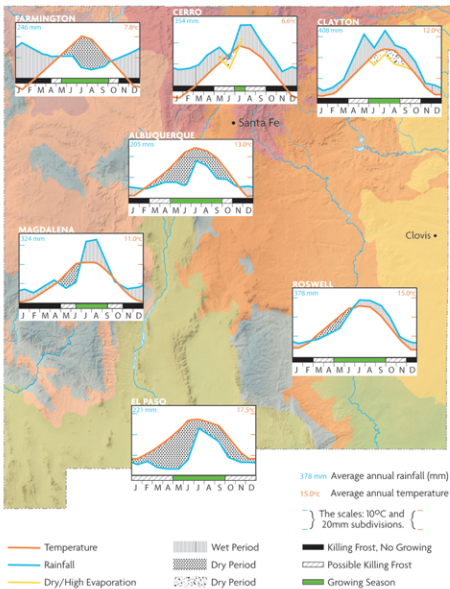 FARMINGTON
246 mm 7.8°C
J F M A M J J A S O N D
CERRO
354 mm 6.6°C
J F M A M J J A S O N D
CLAYTON
408 mm 12.0°C
J F M A M J J A S O N D
Santa Fe
ALBUQUERQUE
205 mm 13.0°C
J F M A M J J A S O N D
MAGDALENA
324 mm 11.0°C
J F M A M J J A S O N D
Clovis
ROSWELL
378 mm 15.0°C
J F M A M J J A S O N D
EL PASO
221 mm 17.5°C
J F M A M J J A S O N D
378 mm Average annual rainfall (mm)
15.0°C Average annual temperature
The scales: 10°C and
20mm subdivisions.
Temperature
Rainfall
Dry/High Evaporation
Wet Period
Dry Period
Dry Period
Killing Frost, No Growing
Possible Killing Frost
Growing Season